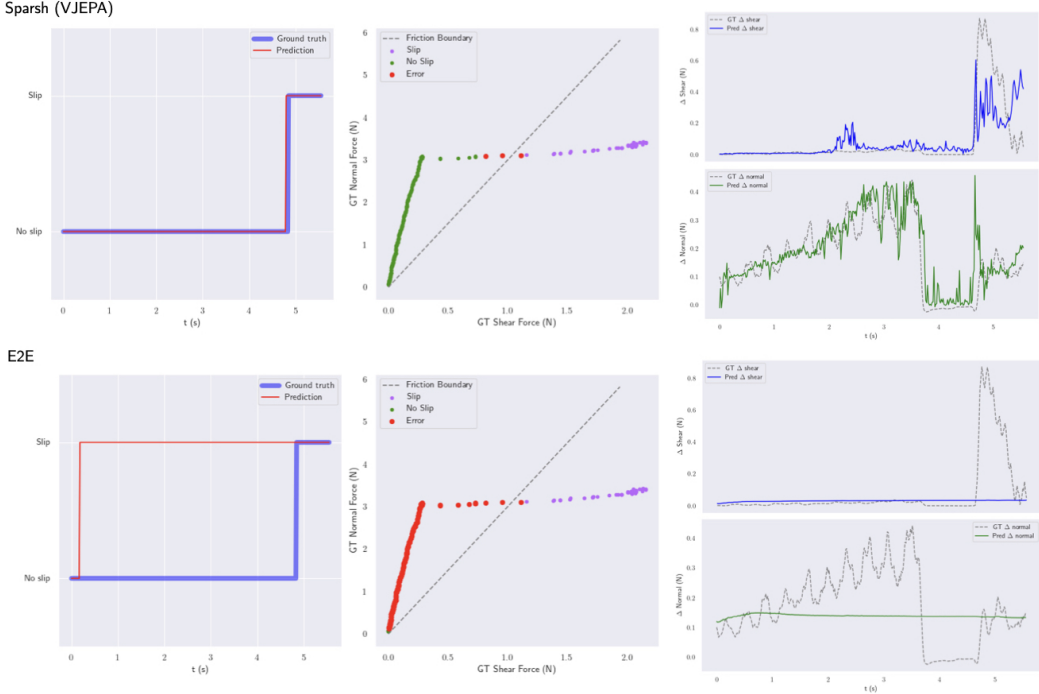 Sparsh (VJEPA)
Ground truth
Prediction
Slip
No slip
0 1 2 3 4 5
t (s)
Friction Boundary
Slip
No Slip
Error
GT Normal Force (N)
6
5
4
3
2
1
0
0.0 0.5 1.0 1.5 2.0
GT Shear Force (N)
GT Δ shear
Pred Δ shear
Δ Shear (N)
0.8
0.6
0.4
0.2
0.0
GT Δ normal
Pred Δ normal
Δ Normal (N)
0.4
0.3
0.2
0.1
0.0
0 1 2 3 4 5
t (s)
E2E
Ground truth
Prediction
Slip
No slip
0 1 2 3 4 5
t (s)
Friction Boundary
Slip
No Slip
Error
GT Normal Force (N)
6
5
4
3
2
1
0
0.0 0.5 1.0 1.5 2.0
GT Shear Force (N)
GT Δ shear
Pred Δ shear
Δ Shear (N)
0.8
0.6
0.4
0.2
0.0
GT Δ normal
Pred Δ normal
Δ Normal (N)
0.4
0.3
0.2
0.1
0.0
0 1 2 3 4 5
t (s)